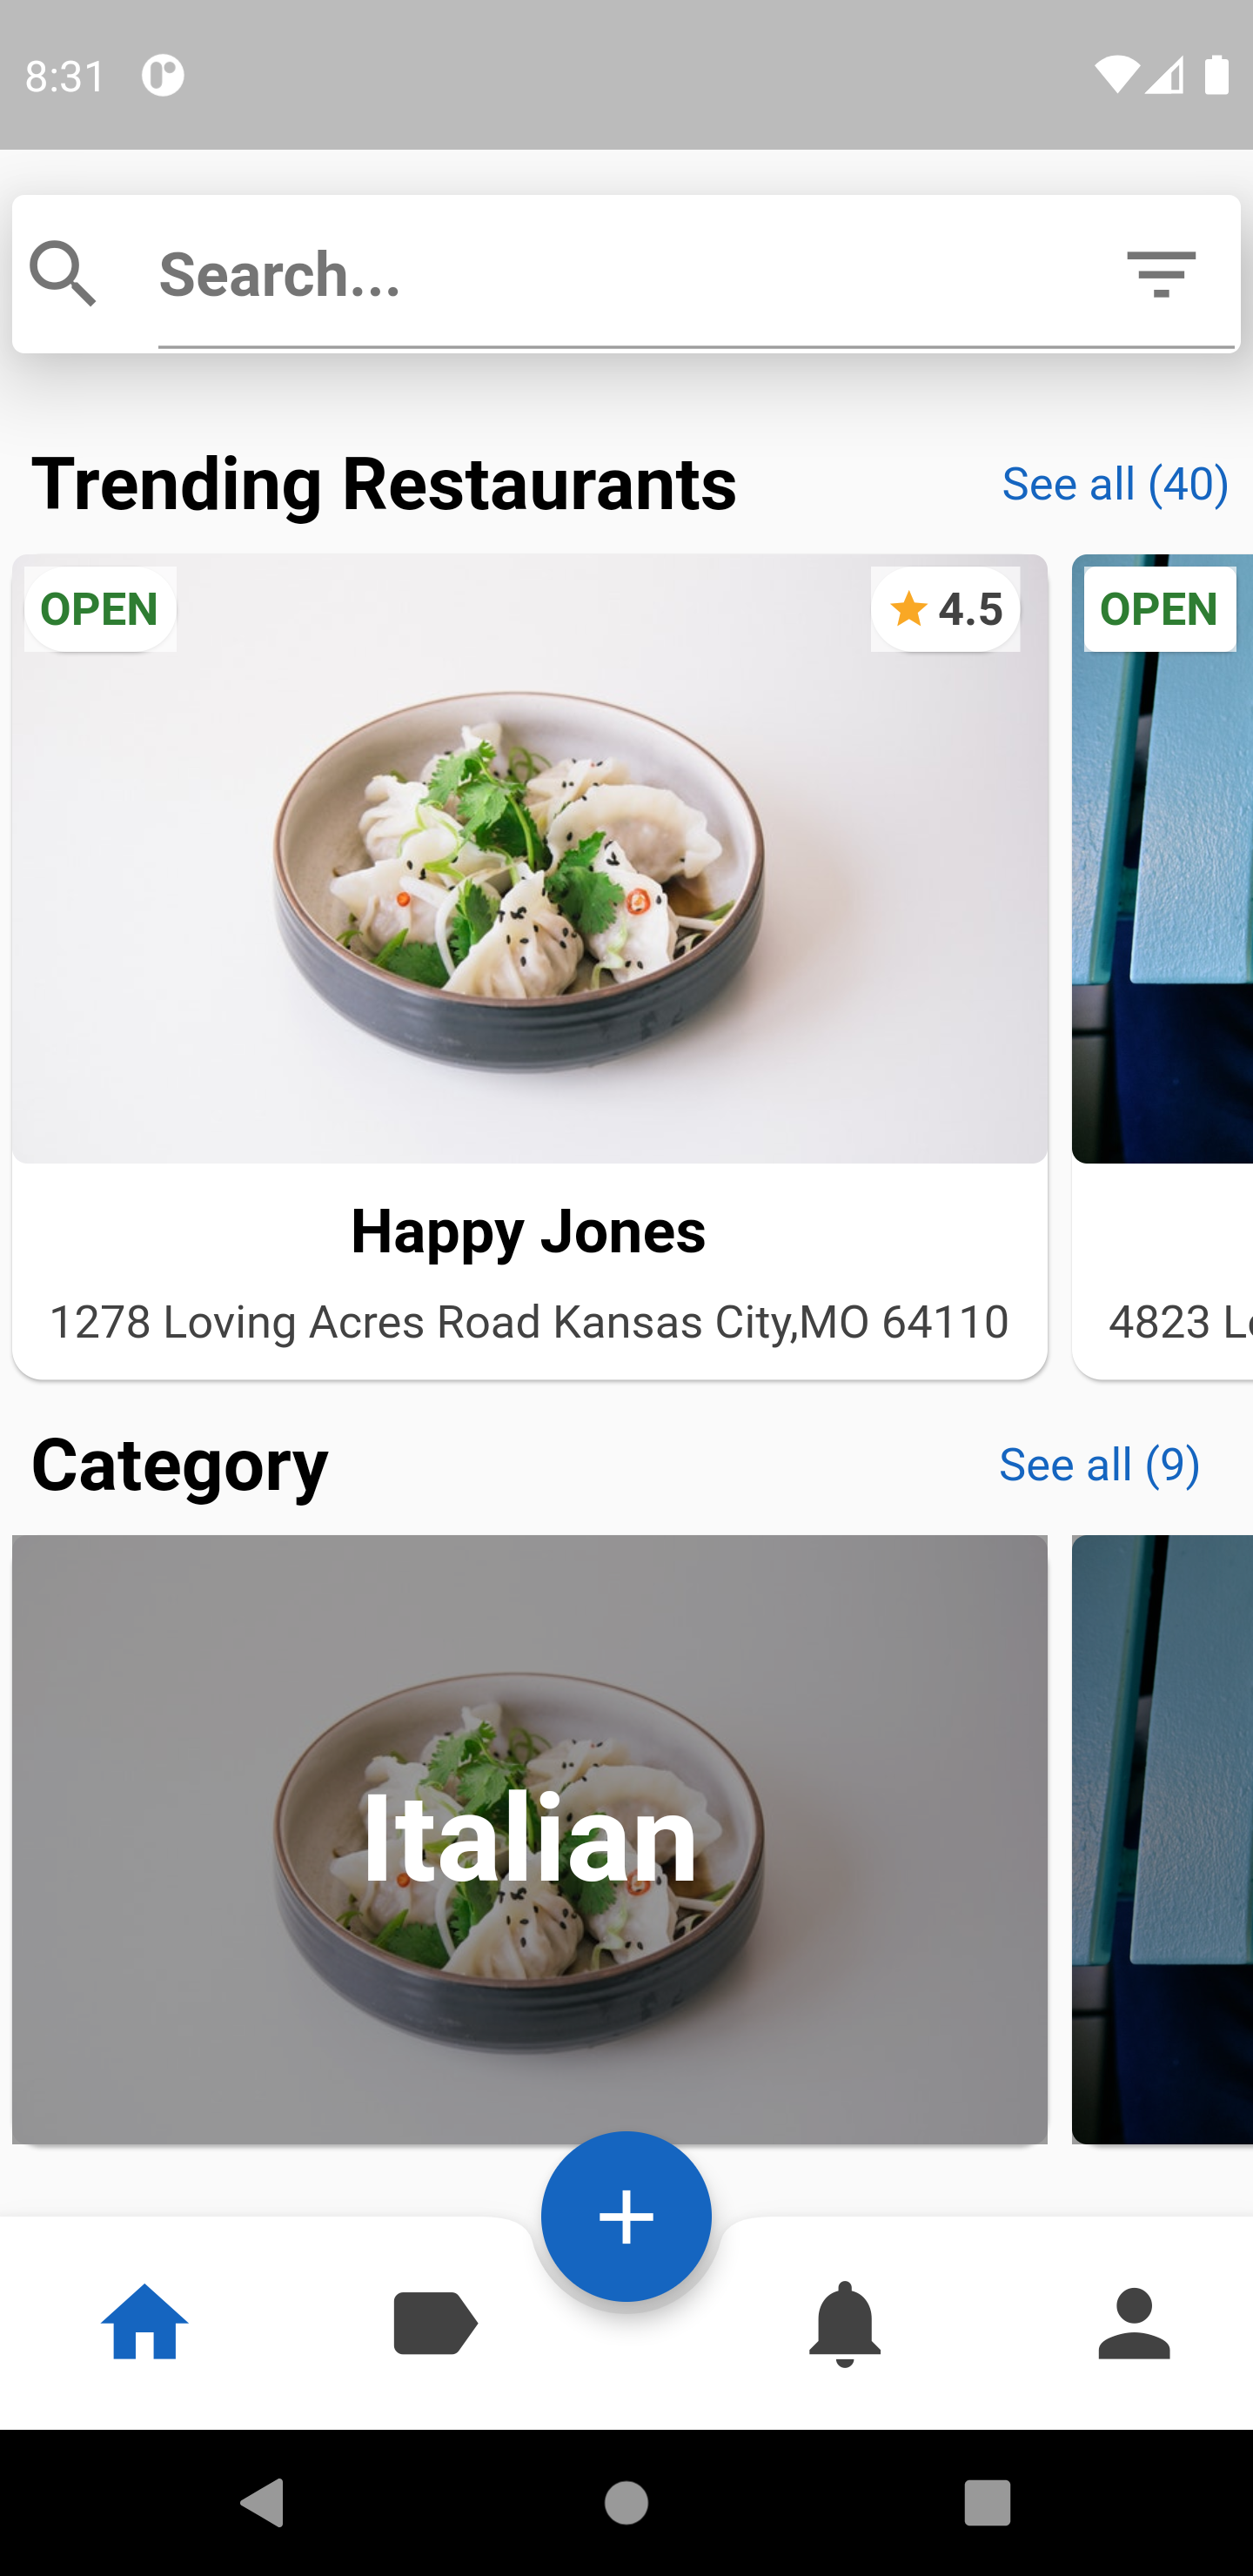 8:31
Search...
Trending Restaurants
See all (40)
OPEN
4.5
OPEN
Happy Jones
1278 Loving Acres Road Kansas City,MO 64110
4823 L
Category
See all (9)
Italian